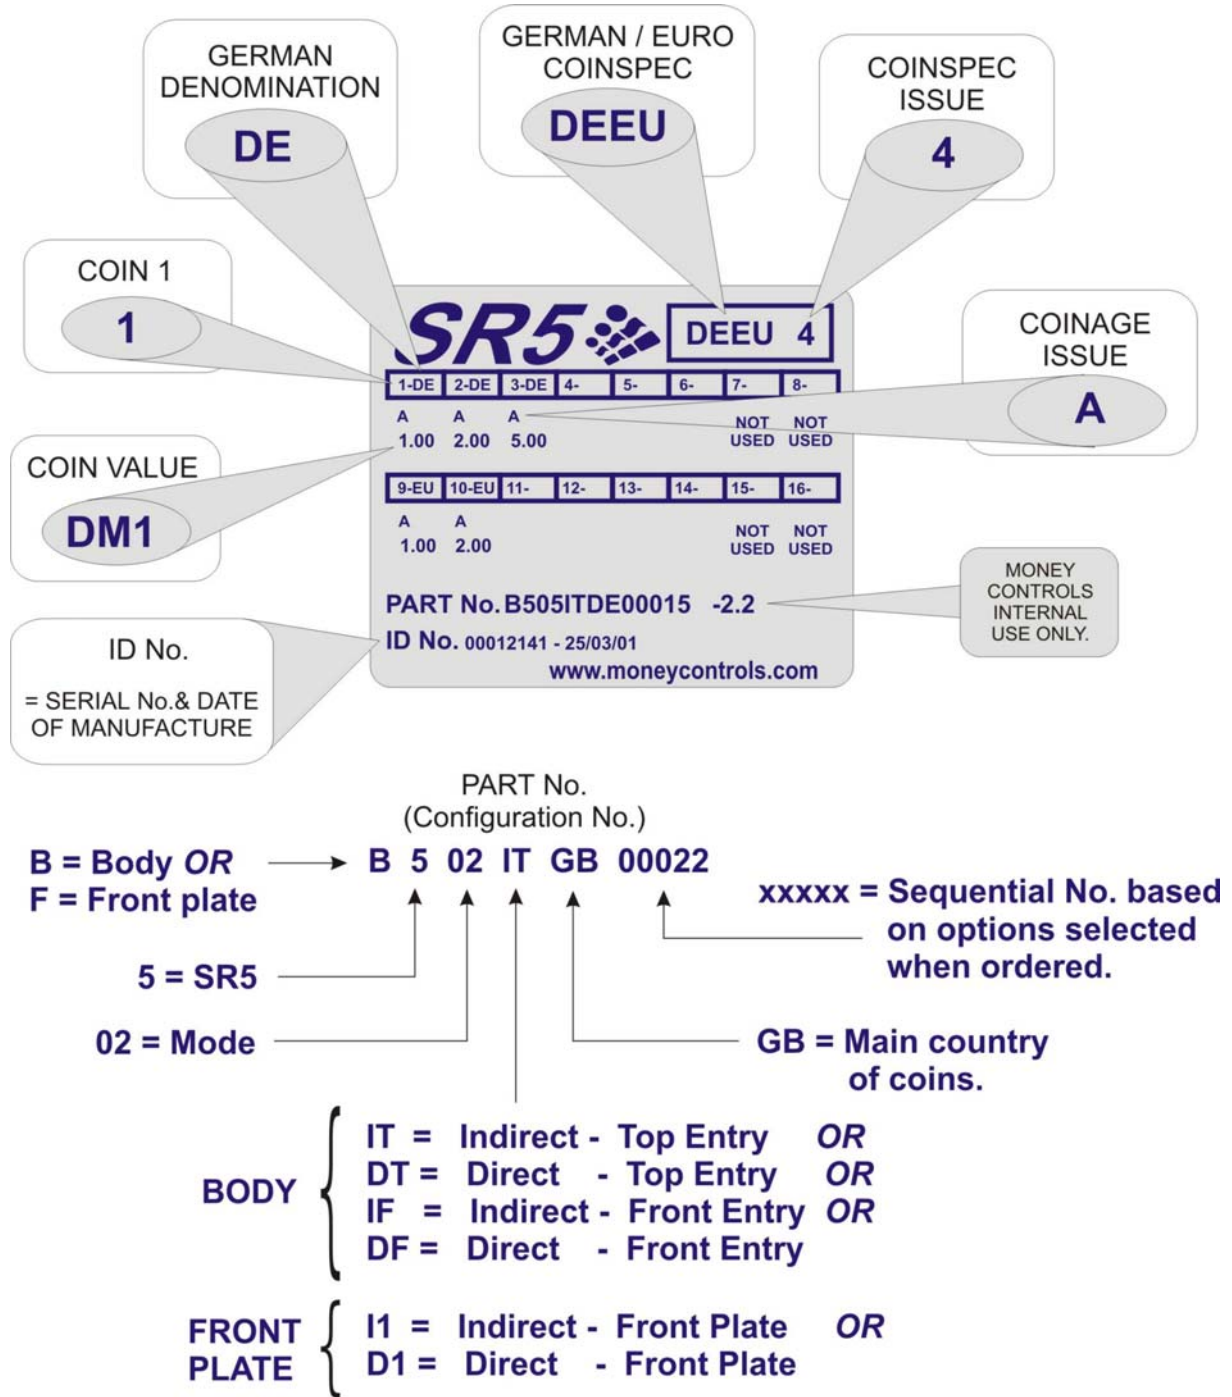 GERMAN
DENOMINATION
DE
GERMAN / EURO
COINSPEC
DEEU
COINSPEC
ISSUE
4
COIN 1
1
COINAGE
ISSUE
A
COIN VALUE
DM1
SR5
DEEU 4
1-DE 2-DE 3-DE 4- 5- 6- 7- 8-
A A A NOT NOT
1.00 2.00 5.00 USED USED
9-EU 10-EU 11- 12- 13- 14- 15- 16-
A A NOT NOT
1.00 2.00 USED USED
PART No. B505ITDE00015 -2.2
ID No. 00012141 - 25/03/01
www.moneycontrols.com
MONEY
CONTROLS
INTERNAL
USE ONLY.
ID No.
= SERIAL No.& DATE
OF MANUFACTURE
PART No.
(Configuration No.)
B = Body OR
F = Front plate
B 5 02 IT GB 00022
xxxxx = Sequential No. based
on options selected
when ordered.
5 = SR5
02 = Mode
GB = Main country
of coins.
BODY
IT = Indirect - Top Entry OR
DT = Direct - Top Entry OR
IF = Indirect - Front Entry OR
DF = Direct - Front Entry
FRONT
PLATE
I1 = Indirect - Front Plate OR
D1 = Direct - Front Plate